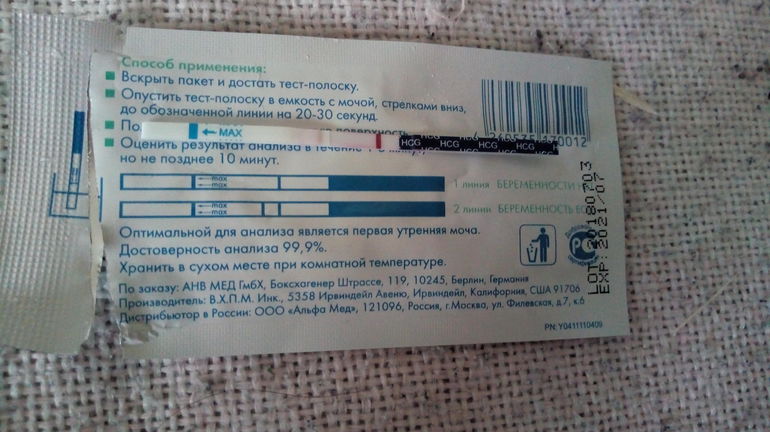 Способ применения:
Вскрыть пакет и достать тест-полоску.
Опустить тест-полоску в емкость с мочой, стрелками вниз,
до обозначенной линии на 20-30 секунд.
MAX
HCG HCG HCG HCG
Оценить результат анализа в течение
но не позднее 10 минут.
max
max
1 линия БЕРЕМЕННОСТИ
max
max
2 линии БЕРЕМЕННОСТЬ
Оптимальной для анализа является первая утренняя моча.
Достоверность анализа 99,9%.
Хранить в сухом месте при комнатной температуре.
По заказу: АНВ МЕД ГмбХ, Боксхагенер Штрассе, 119, 10245, Берлин, Германия
Производитель: В.Х.П.М. Инк., 5358 Ирвиндейл Авеню, Ирвиндейл, Калифорния, США 91706
Дистрибьютор в России: ООО «Альфа Мед», 121096, Россия, г.Москва, ул. Филевская, д.7, к.6
PN: Y0411110409
LOT: 20180703
EXP: 2021/07